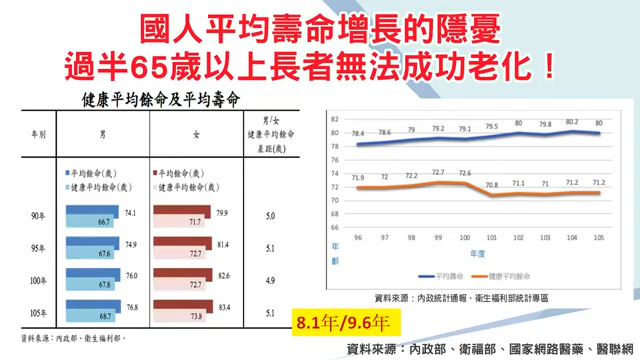 國人平均壽命增長的隱憂
過半65歲以上長者無法成功老化！
健康平均餘命及平均壽命
年別 男 女 男/女
健康平均餘命
差距(歲)
平均餘命(歲) 平均餘命(歲)
健康平均餘命(歲) 健康平均餘命(歲)
90年 74.1 66.7 79.9 71.7 5.0
95年 74.9 67.6 81.4 72.7 5.1
100年 76.0 67.8 82.6 72.7 4.9
105年 76.8 68.7 83.4 73.8 5.1
資料來源：內政部、衛生福利部。
82
80
78
76
74
72
70
68
66
78.4 78.6 79 79.2 79.1 79.5 80 79.8 80.2 80
71.9 72 72.2 72.7 72.6 70.8 71.1 71 71.2 71.2
96 97 98 99 100 101 102 103 104 105
年齡
年度
平均壽命 健康平均餘命
資料來源：內政統計通報、衛生福利部統計專區
8.1年/9.6年
資料來源：內政部、衛福部、國家網路醫藥、醫聯網